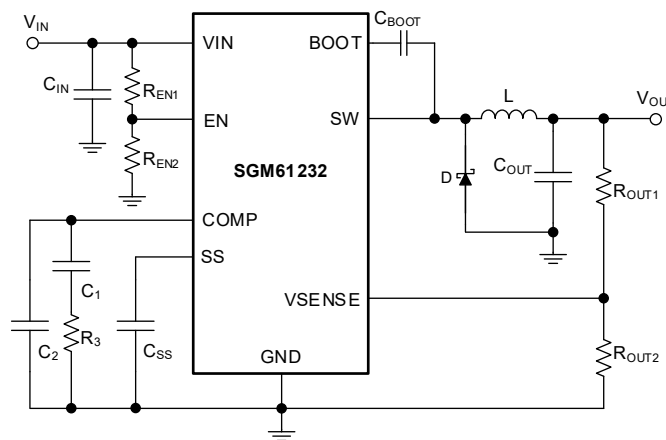 VIN
CIN
REN1
REN2
VIN
EN
COMP
SS
GND
BOOT
SW
VSENSE
SGM61232
CBOOT
L
VOU
D
COUT
ROUT1
ROUT2
C1
R3
C2
CSS